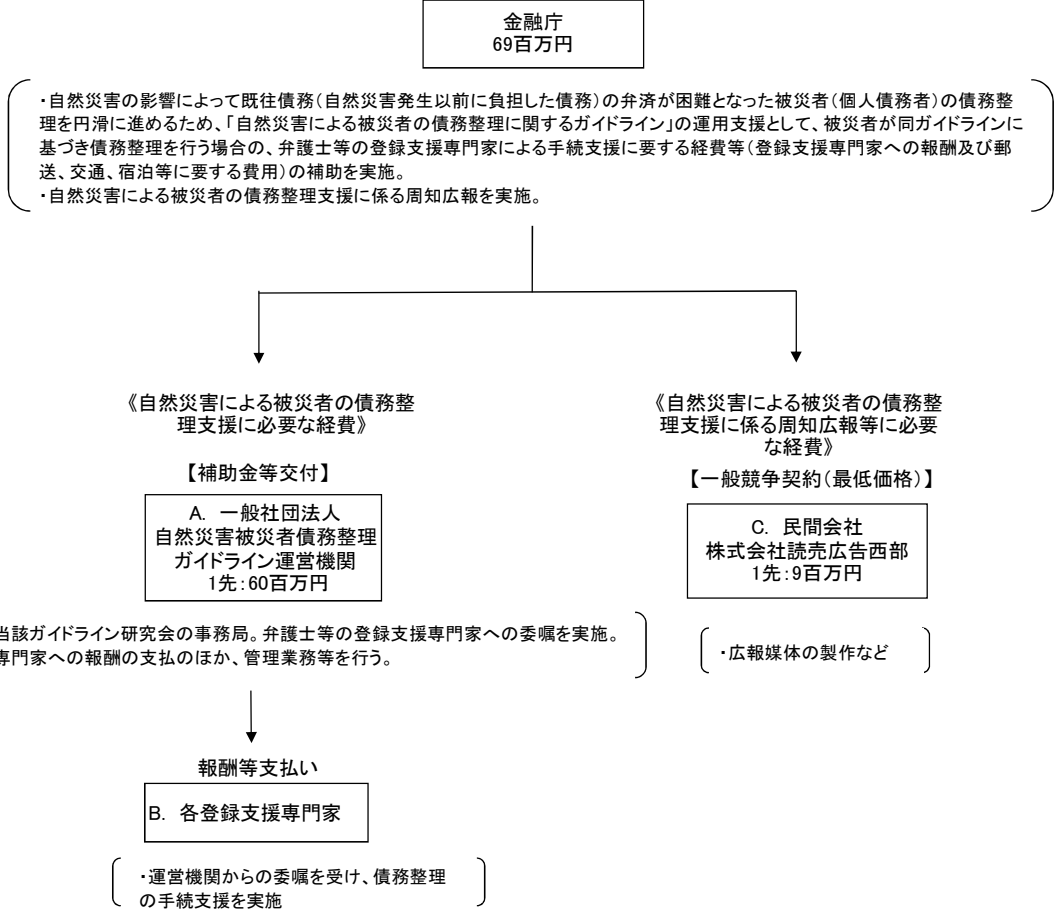 金融庁
69百万円
・自然災害の影響によって既往債務(自然災害発生以前に負担した債務)の弁済が困難となった被災者(個人債務者)の債務整
理を円滑に進めるため、「自然災害による被災者の債務整理に関するガイドライン」の運用支援として、被災者が同ガイドラインに
基づき債務整理を行う場合の、弁護士等の登録支援専門家による手続支援に要する経費等(登録支援専門家への報酬及び郵
送、交通、宿泊等に要する費用)の補助を実施。
・自然災害による被災者の債務整理支援に係る周知広報を実施。
《自然災害による被災者の債務整
理支援に必要な経費》
【補助金等交付】
A. 一般社団法人
自然災害被災者債務整理
ガイドライン運営機関
1先:60百万円
当該ガイドライン研究会の事務局。弁護士等の登録支援専門家への委嘱を実施。
専門家への報酬の支払のほか、管理業務等を行う。
報酬等支払い
B. 各登録支援専門家
・運営機関からの委嘱を受け、債務整理
の手続支援を実施
《自然災害による被災者の債務整
理支援に係る周知広報等に必要
な経費》
【一般競争契約(最低価格)】
C. 民間会社
株式会社読売広告西部
1先:9百万円
・広報媒体の製作など